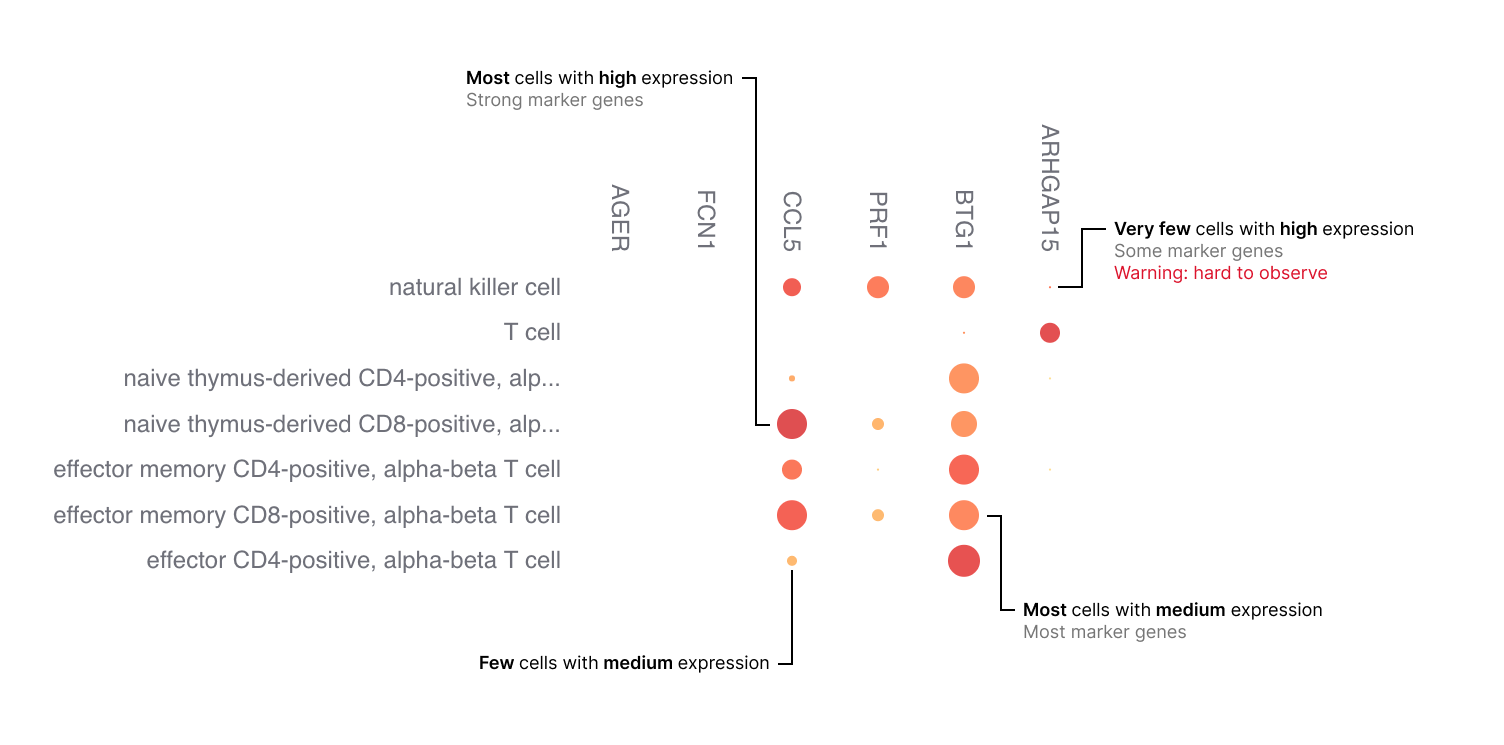 Most cells with high expression
Strong marker genes
AGER
FCN1
CCL5
PRF1
BTG1
ARHGAP15
Very few cells with high expression
Some marker genes
Warning: hard to observe
natural killer cell
T cell
naive thymus-derived CD4-positive, alp...
naive thymus-derived CD8-positive, alp...
effector memory CD4-positive, alpha-beta T cell
effector memory CD8-positive, alpha-beta T cell
effector CD4-positive, alpha-beta T cell
Most cells with medium expression
Most marker genes
Few cells with medium expression